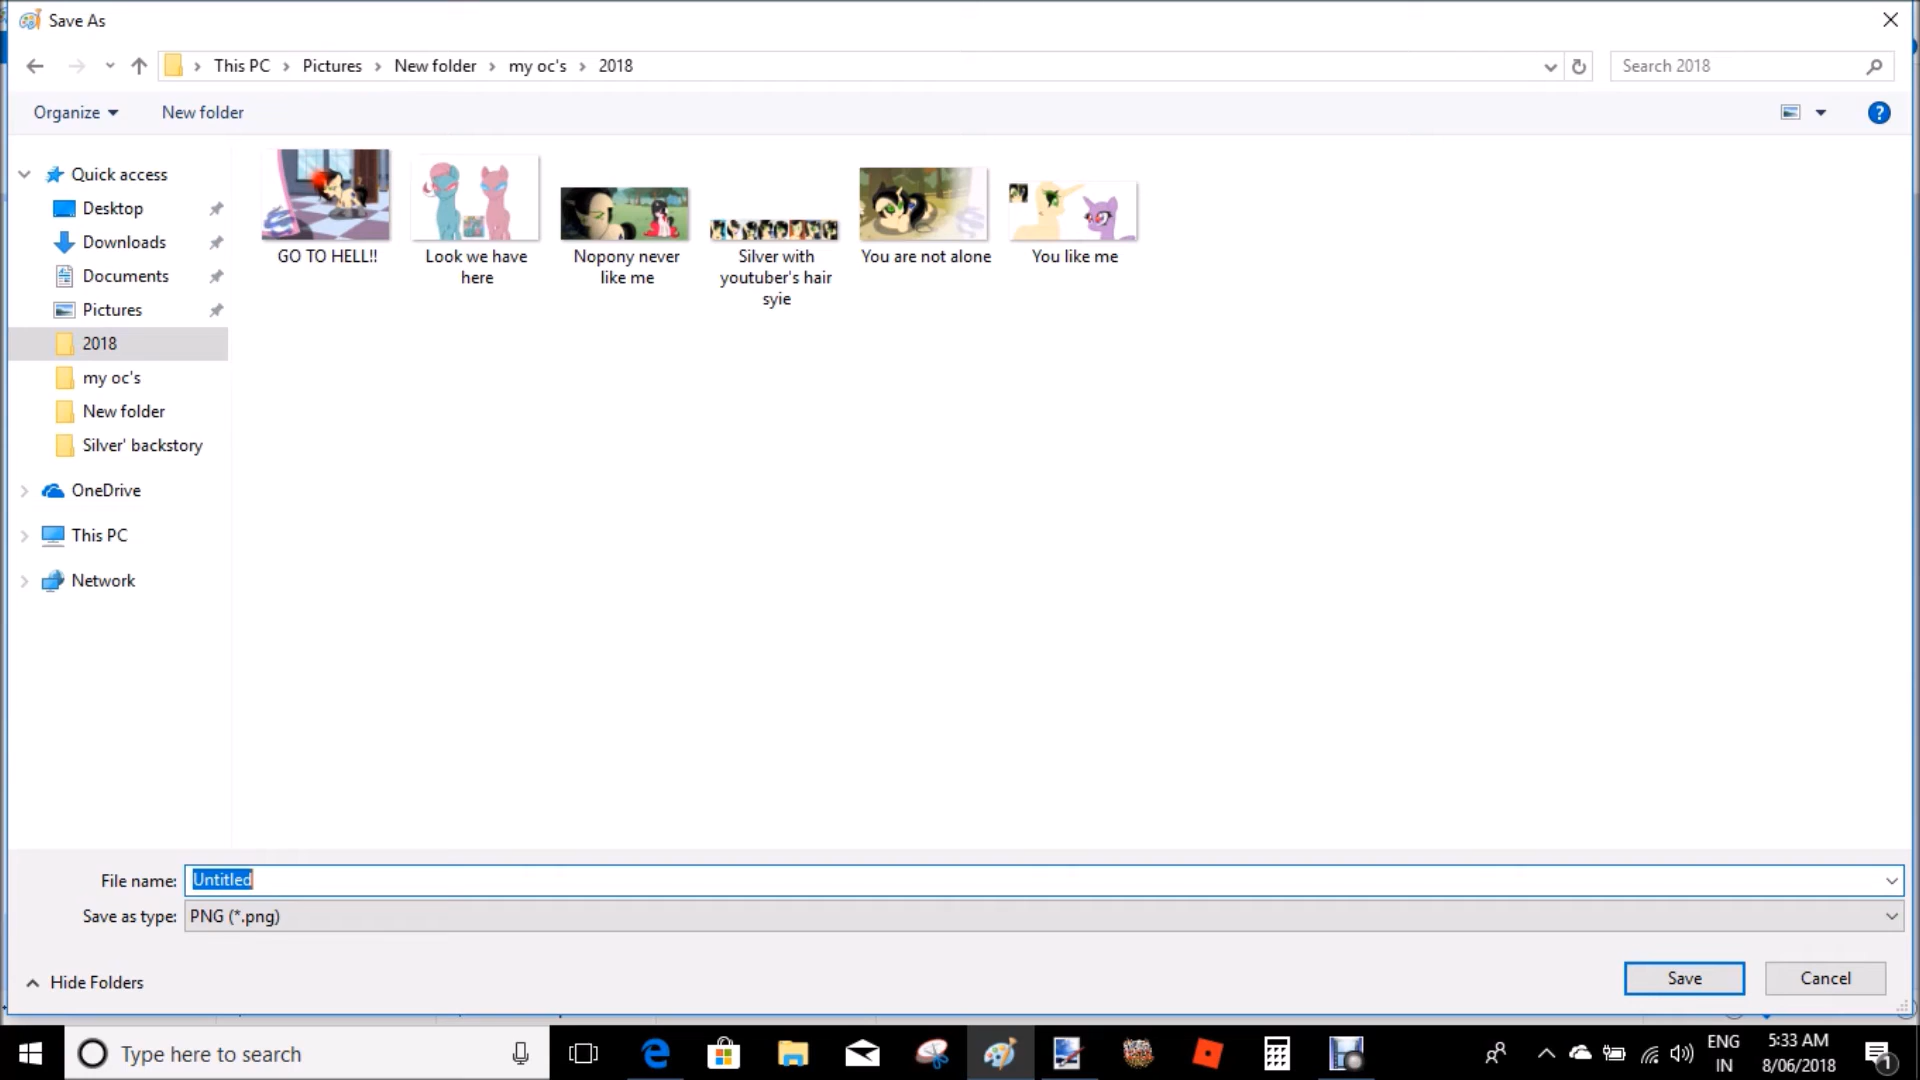 Save As
This PC Pictures New folder my oc's 2018
Search 2018
Organize New folder
Quick access
Desktop
Downloads
Documents
Pictures
2018
my oc's
New folder
Silver' backstory
OneDrive
This PC
Network
GO TO HELL!!
Look we have
here
Nopony never
like me
Silver with
youtuber's hair
syie
You are not alone
You like me
File name: Untitled
Save as type: PNG (*.png)
Hide Folders
Save Cancel
Type here to search
ENG
IN
5:33 AM
8/06/2018
1